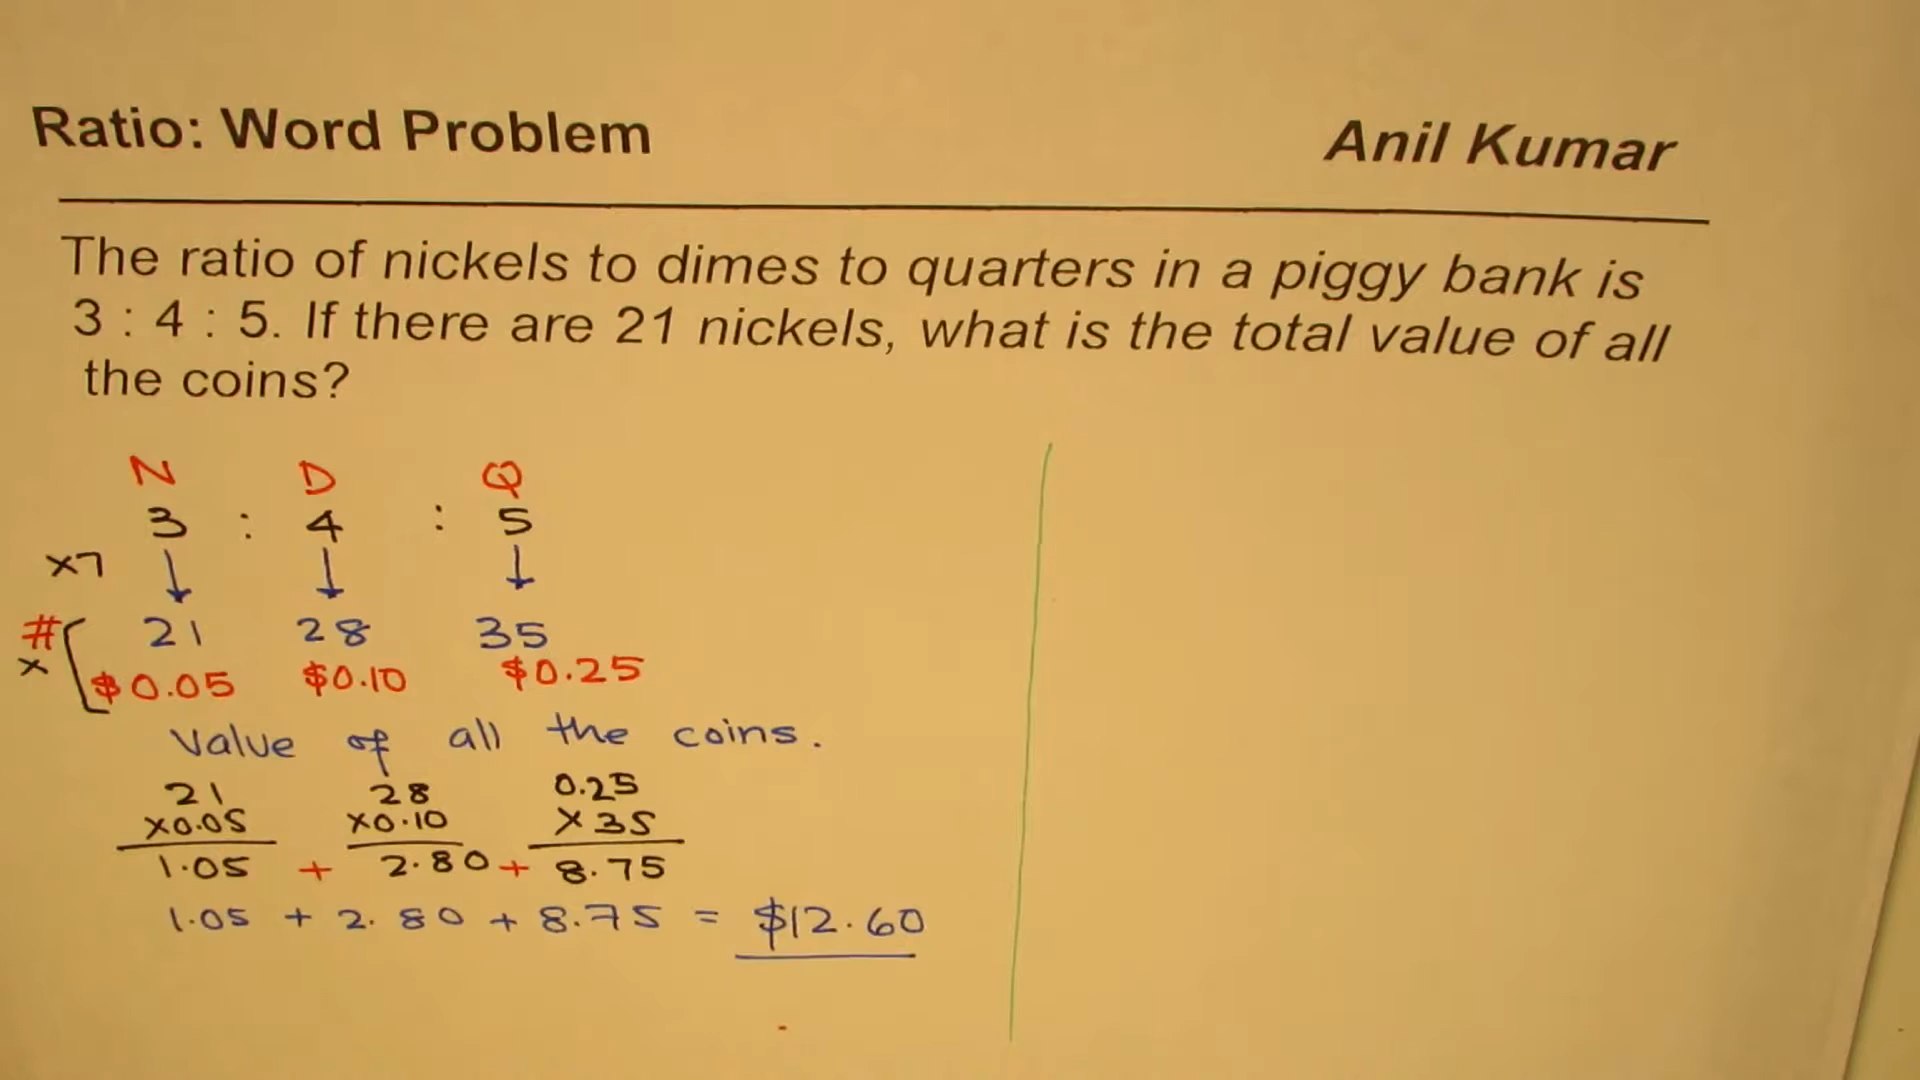 Ratio: Word Problem Anil Kumar
The ratio of nickels to dimes to quarters in a piggy bank is
3 : 4 : 5. If there are 21 nickels, what is the total value of all
the coins?
N D Q
3 : 4 : 5
x7 ↓ ↓ ↓
# 21 28 35
x $0.05 $0.10 $0.25
Value of all the coins.
21 28 0.25
x0.05 x0.10 x 35
1.05 + 2.80 + 8.75
1.05 + 2.80 + 8.75 = $12.60